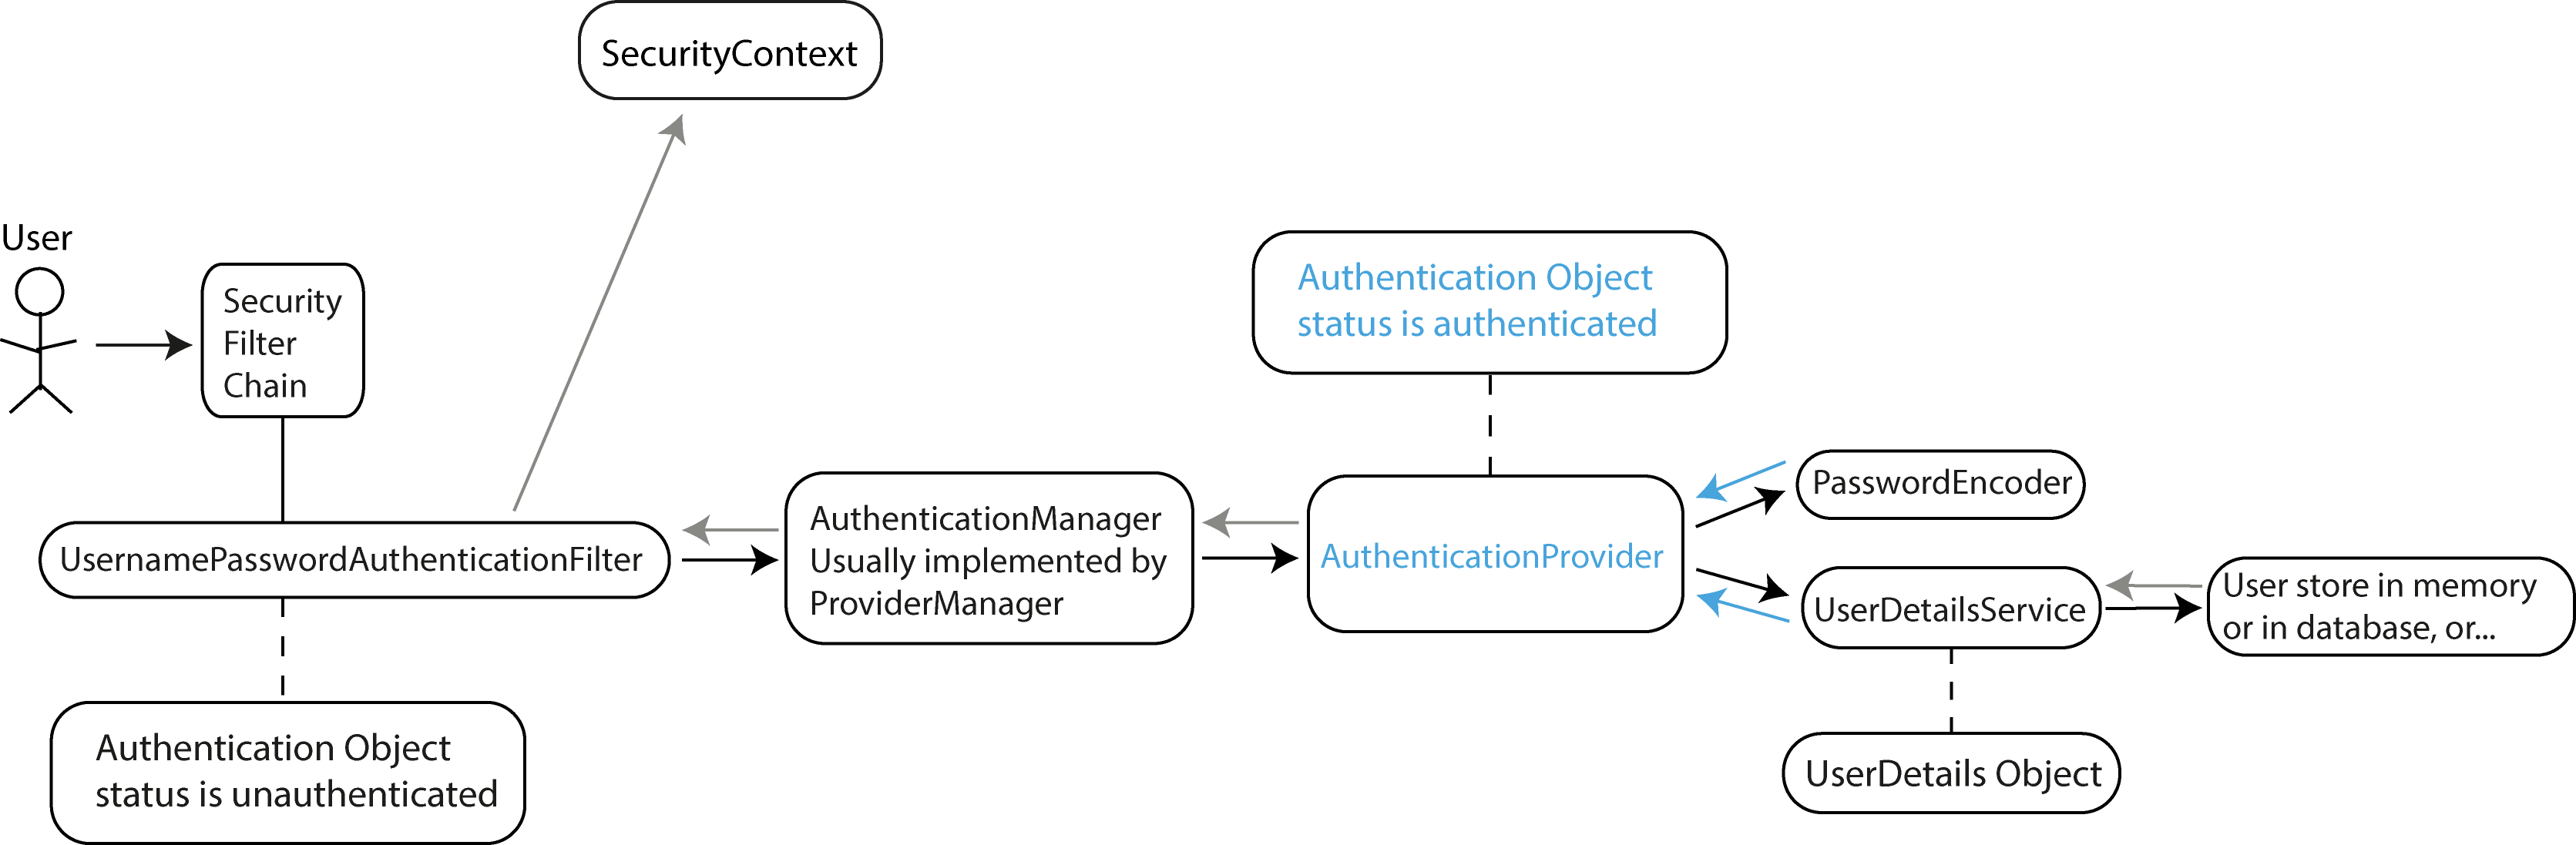 SecurityContext
User
Security
Filter
Chain
Authentication Object
status is authenticated
UsernamePasswordAuthenticationFilter
AuthenticationManager
Usually implemented by
ProviderManager
AuthenticationProvider
PasswordEncoder
UserDetailsService
User store in memory
or in database, or...
Authentication Object
status is unauthenticated
UserDetails Object